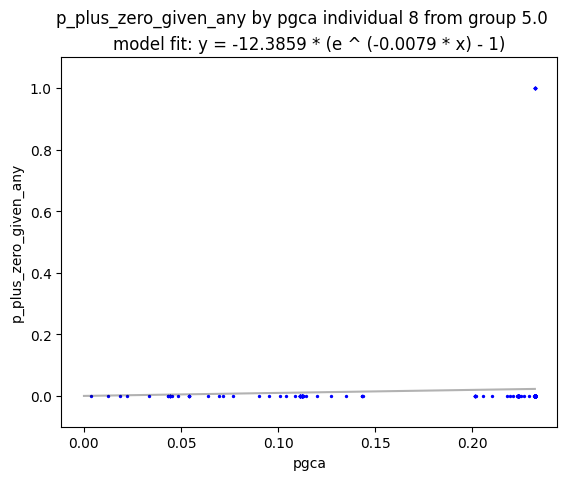 p_plus_zero_given_any by pgca individual 8 from group 5.0
model fit: y = -12.3859 * (e ^ (-0.0079 * x) - 1)
1.0
0.8
0.6
0.4
0.2
0.0
p_plus_zero_given_any
0.00 0.05 0.10 0.15 0.20
pgca